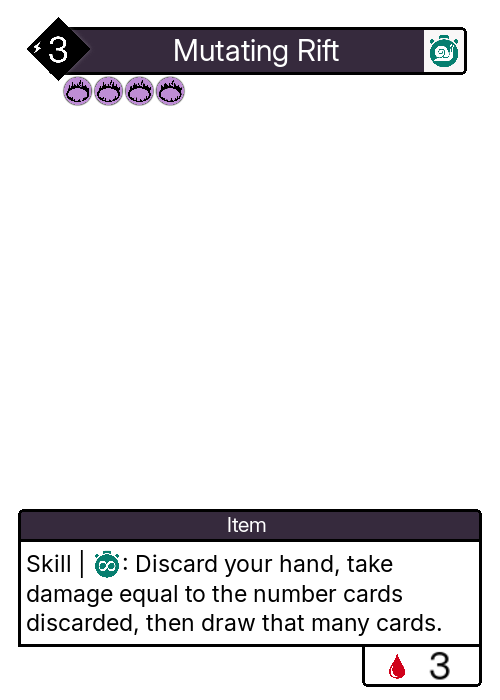 3
Mutating Rift
Item
Skill | : Discard your hand, take
damage equal to the number cards
discarded, then draw that many cards.
3